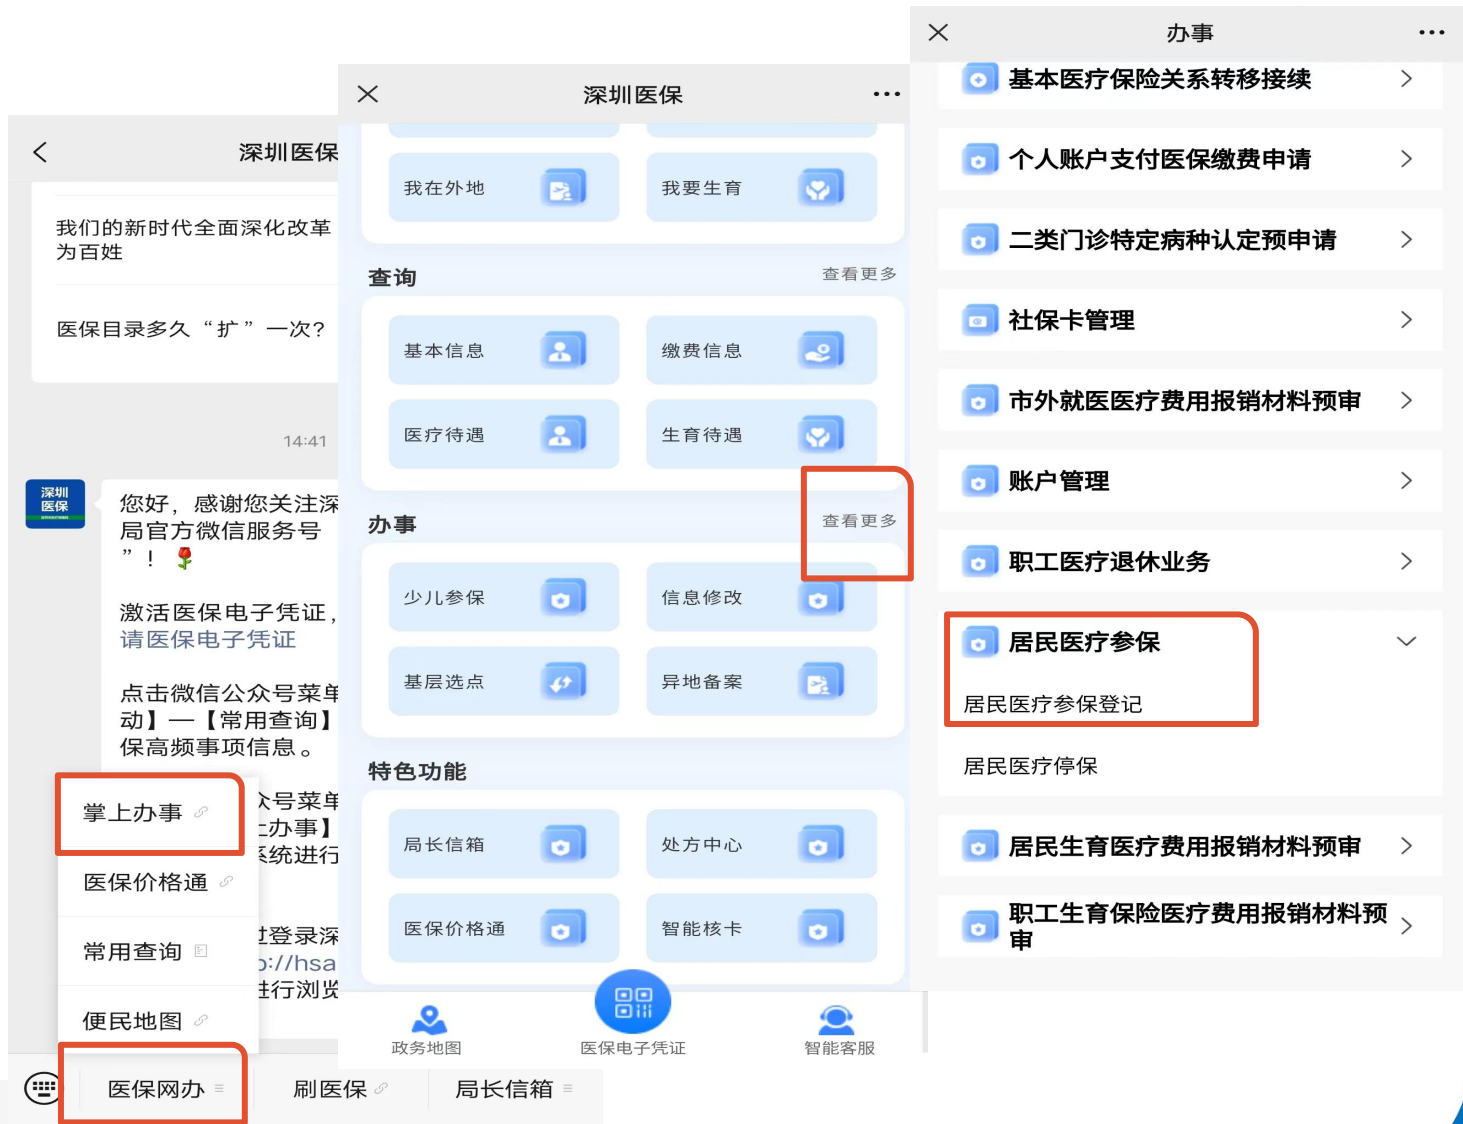 深圳医保
我们的新时代全面深化改革
为百姓
医保目录多久“扩”一次?
14:41
深圳
医保
您好，感谢您关注深
局官方微信服务号
”！
激活医保电子凭证，
请医保电子凭证
点击微信公众号菜单
动】—【常用查询】
保高频事项信息。
众号菜单
上办事】
系统进行
过登录深
p://hsa
进行浏览
掌上办事
医保价格通
常用查询
便民地图
医保网办
刷医保
局长信箱
深圳医保
我在外地
我要生育
查询
查看更多
基本信息
缴费信息
医疗待遇
生育待遇
办事
查看更多
少儿参保
信息修改
基层选点
异地备案
特色功能
局长信箱
处方中心
医保价格通
智能核卡
政务地图
医保电子凭证
智能客服
办事
基本医疗保险关系转移接续
个人账户支付医保缴费申请
二类门诊特定病种认定预申请
社保卡管理
市外就医医疗费用报销材料预审
账户管理
职工医疗退休业务
居民医疗参保
居民医疗参保登记
居民医疗停保
居民生育医疗费用报销材料预审
职工生育保险医疗费用报销材料预
审